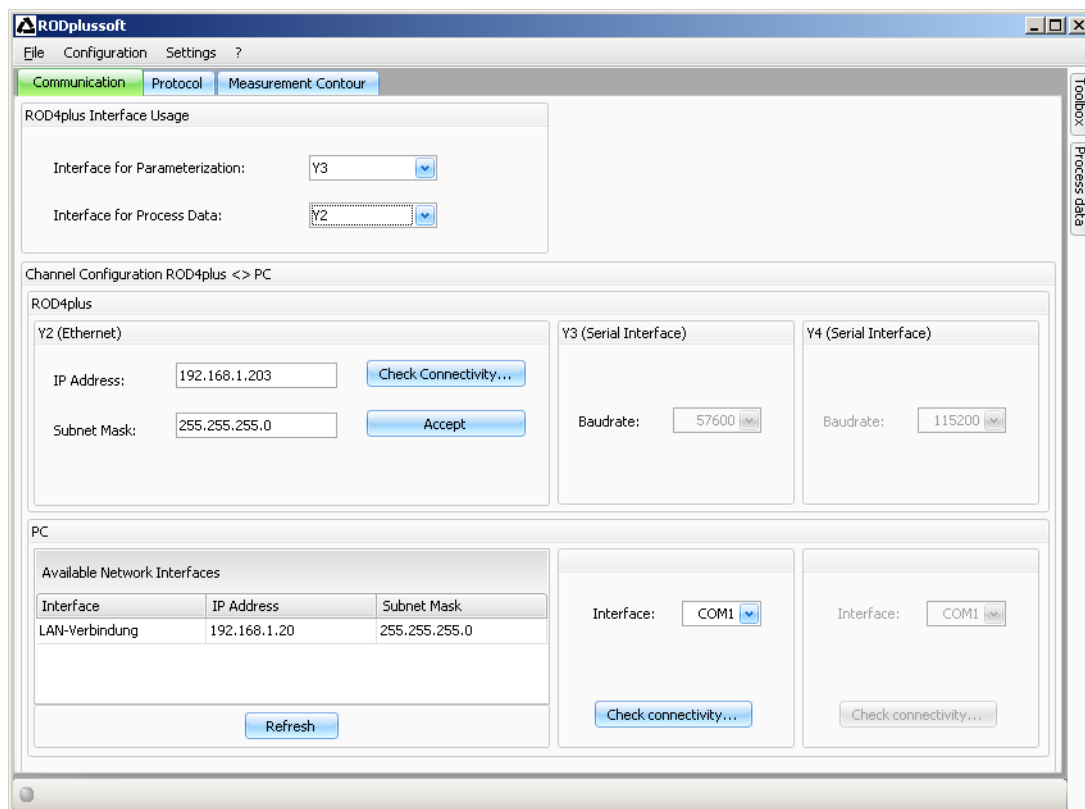 RODplussoft
File Configuration Settings ?
Communication Protocol Measurement Contour
Toolbox
Process data
ROD4plus Interface Usage
Interface for Parameterization: Y3
Interface for Process Data: Y2
Channel Configuration ROD4plus <> PC
ROD4plus
Y2 (Ethernet)
IP Address: 192.168.1.203 Check Connectivity...
Subnet Mask: 255.255.255.0 Accept
Y3 (Serial Interface)
Baudrate: 57600
Y4 (Serial Interface)
Baudrate: 115200
PC
Available Network Interfaces
Interface IP Address Subnet Mask
LAN-Verbindung 192.168.1.20 255.255.255.0
Refresh
Interface: COM1
Check connectivity...
Interface: COM1
Check connectivity...